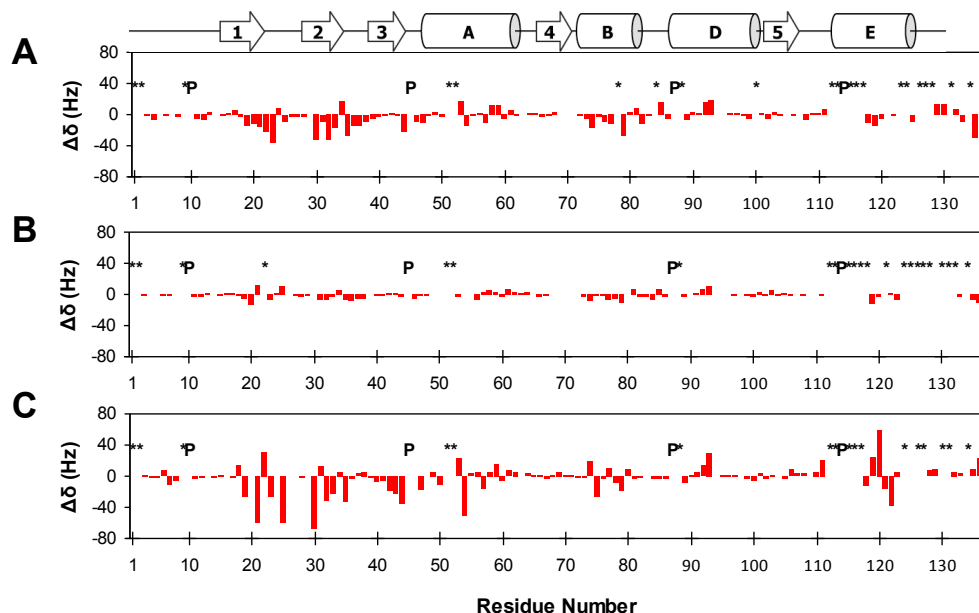 1 2 3 A 4 B D 5 E
A
Δδ (Hz)
80
40
0
-40
-80
** *P P ** * * P* * **P**** ** **** * *
1 10 20 30 40 50 60 70 80 90 100 110 120 130
B
Δδ (Hz)
80
40
0
-40
-80
** *P * P ** P* **P**** * ***** **** *
1 10 20 30 40 50 60 70 80 90 100 110 120 130
C
Δδ (Hz)
80
40
0
-40
-80
** *P P ** P* **P**** * ** ** *
1 10 20 30 40 50 60 70 80 90 100 110 120 130
Residue Number